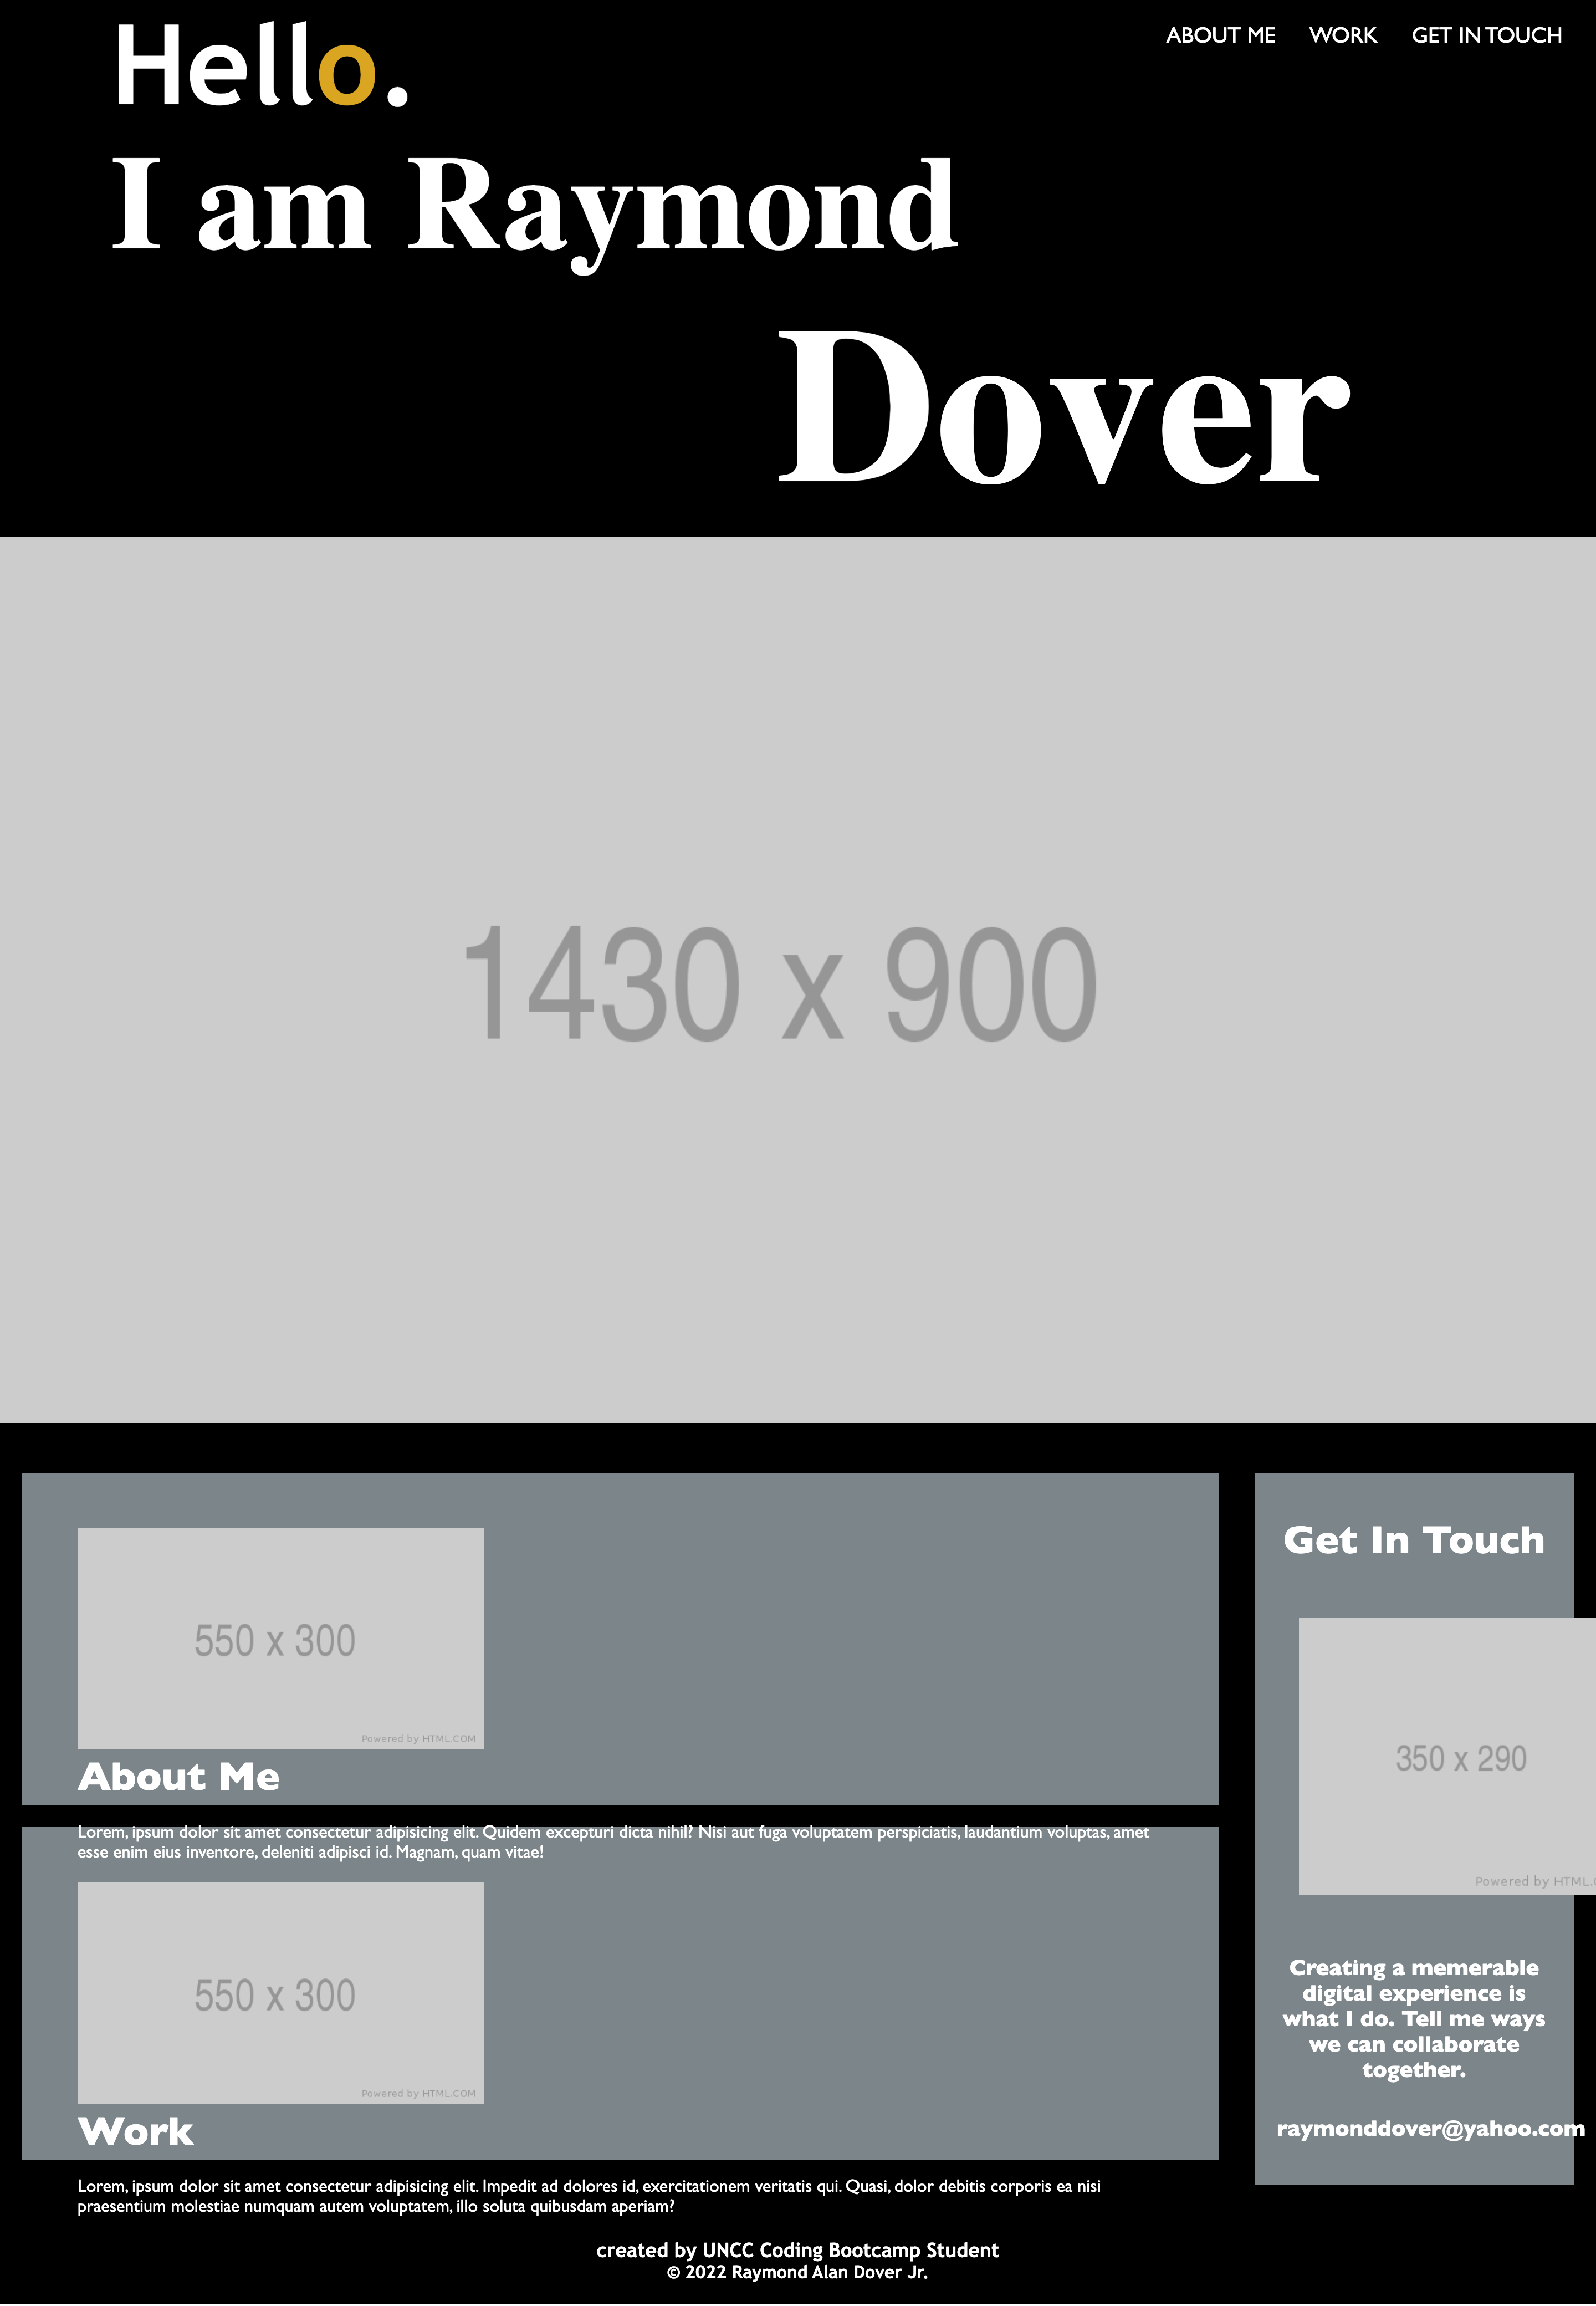 Hello.
ABOUT ME WORK GET IN TOUCH
I am Raymond
Dover
1430 x 900
550 x 300
Powered by HTML.COM
About Me
Lorem, ipsum dolor sit amet consectetur adipisicing elit. Quidem excepturi dicta nihil? Nisi aut fuga voluptatem perspiciatis, laudantium voluptas, amet
esse enim eius inventore, deleniti adipisci id. Magnam, quam vitae!
550 x 300
Powered by HTML.COM
Work
Lorem, ipsum dolor sit amet consectetur adipisicing elit. Impedit ad dolores id, exercitationem veritatis qui. Quasi, dolor debitis corporis ea nisi
praesentium molestiae numquam autem voluptatem, illo soluta quibusdam aperiam?
Get In Touch
350 x 290
Powered by HTML.
Creating a memerable
digital experience is
what I do. Tell me ways
we can collaborate
together.
raymonddover@yahoo.com
created by UNCC Coding Bootcamp Student
© 2022 Raymond Alan Dover Jr.